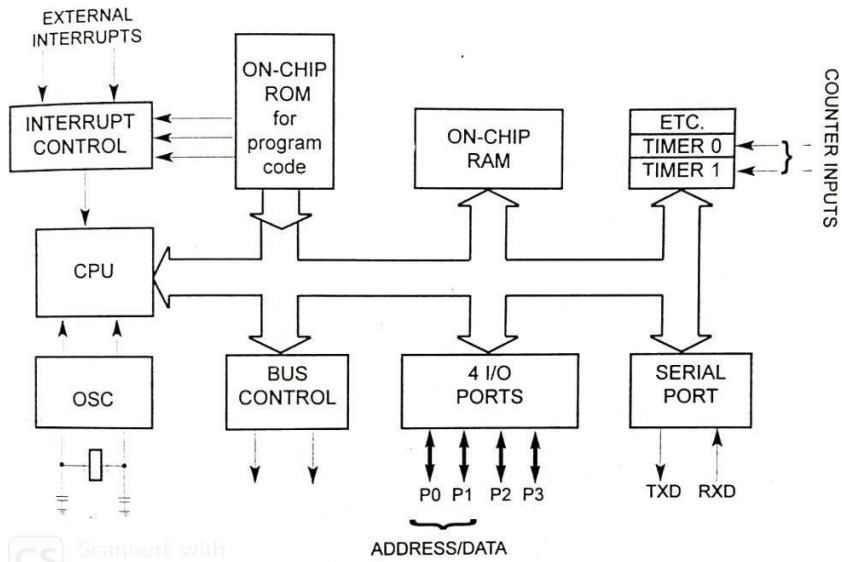 EXTERNAL
INTERRUPTS
INTERRUPT
CONTROL
ON-CHIP
ROM
for
program
code
ON-CHIP
RAM
ETC.
TIMER 0
TIMER 1
COUNTER INPUTS
CPU
OSC
BUS
CONTROL
4 I/O
PORTS
SERIAL
PORT
P0 P1 P2 P3
TXD RXD
ADDRESS/DATA
CS Scanned with